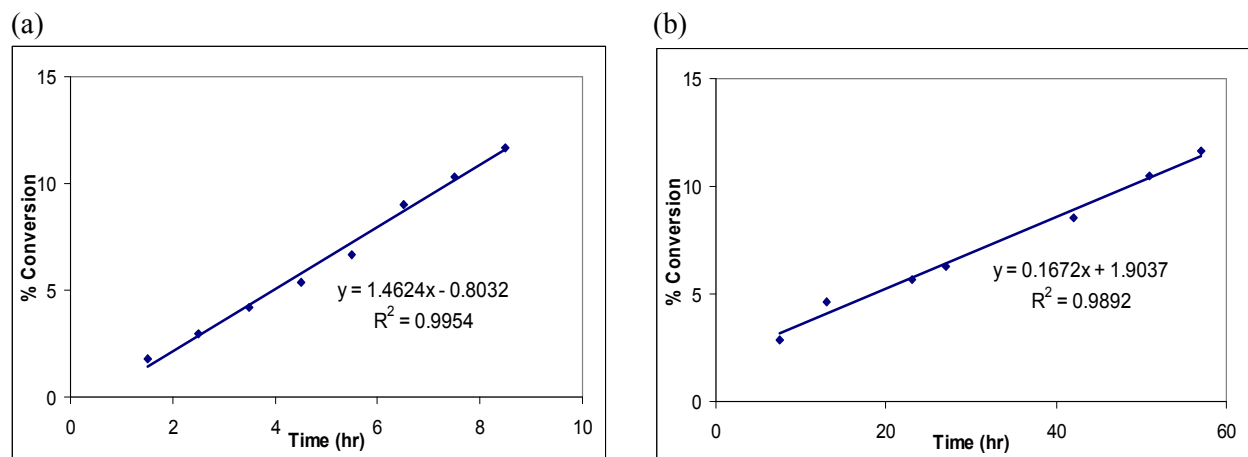 (a)
15
10
5
0
% Conversion
y = 1.4624x - 0.8032
R² = 0.9954
0 2 4 6 8 10
Time (hr)
(b)
15
10
5
0
% Conversion
y = 0.1672x + 1.9037
R² = 0.9892
0 20 40 60
Time (hr)